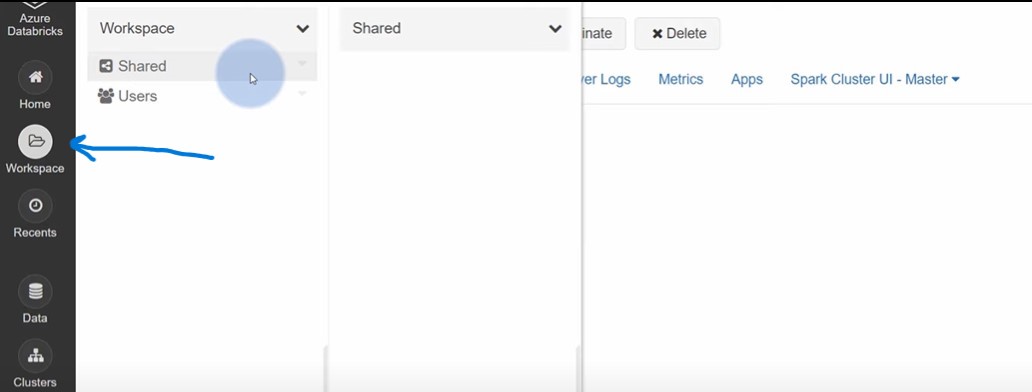 Azure
Databricks
Home
Workspace
Recents
Data
Clusters
Workspace
Shared
Users
Shared
inate
Delete
er Logs
Metrics
Apps
Spark Cluster UI - Master